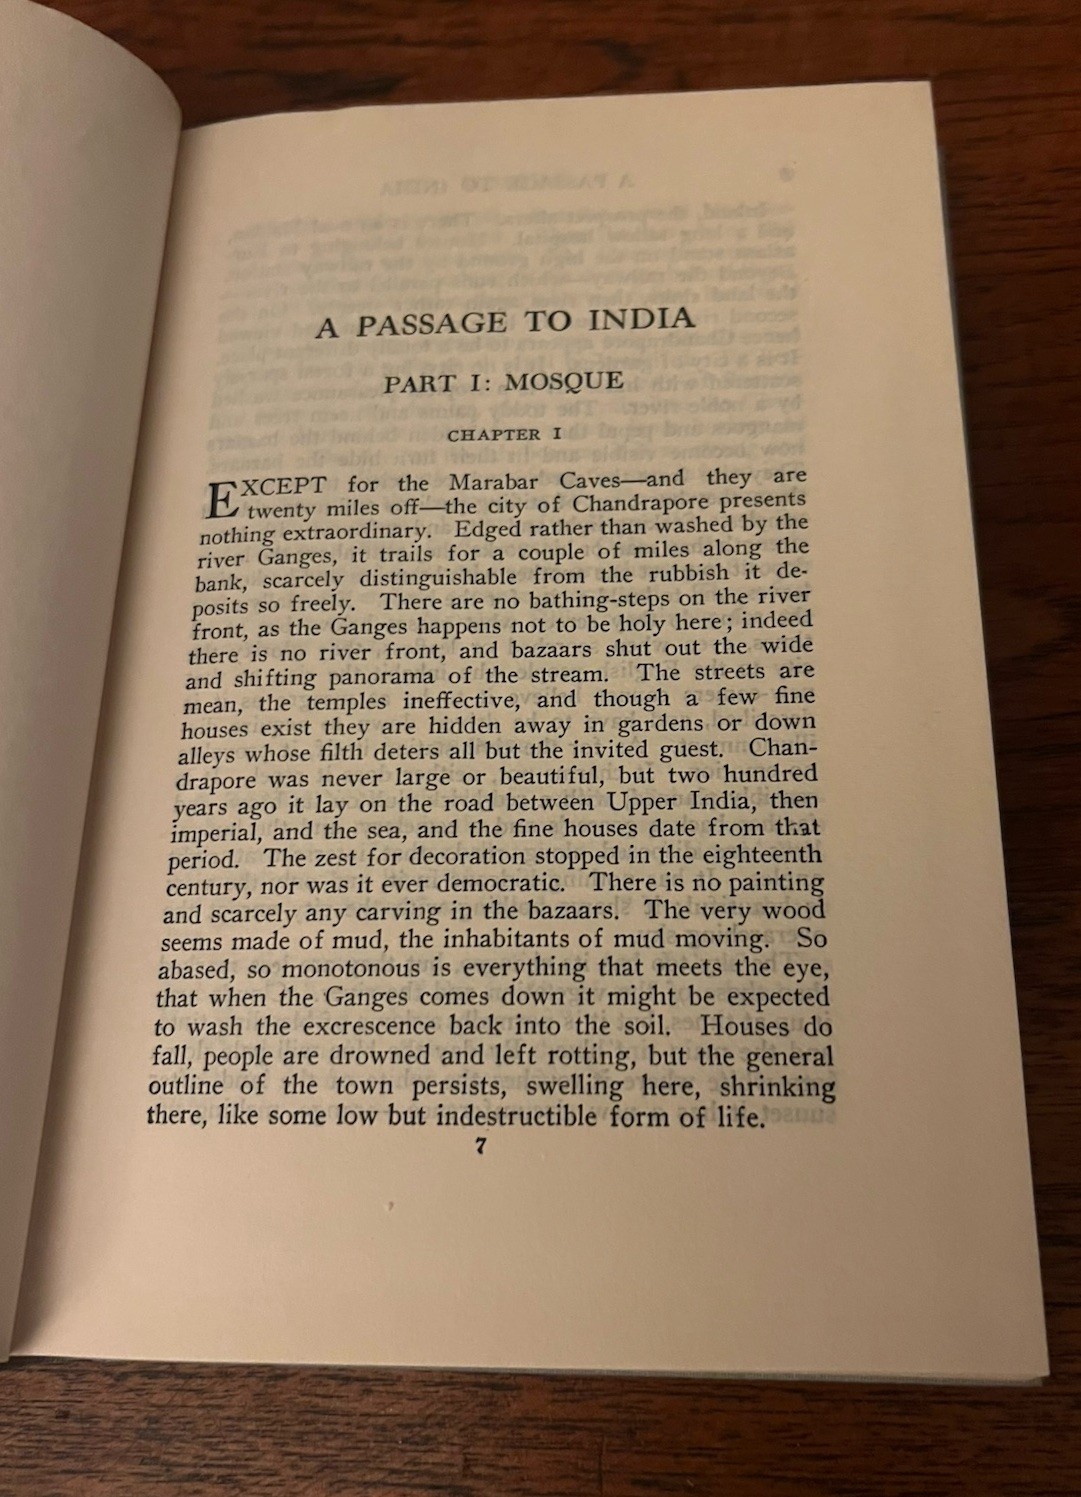 A PASSAGE TO INDIA
PART I: MOSQUE
CHAPTER I
EXCEPT for the Marabar Caves—and they are
twenty miles off—the city of Chandrapore presents
nothing extraordinary. Edged rather than washed by the
river Ganges, it trails for a couple of miles along the
bank, scarcely distinguishable from the rubbish it de-
posits so freely. There are no bathing-steps on the river
front, as the Ganges happens not to be holy here; indeed
there is no river front, and bazaars shut out the wide
and shifting panorama of the stream. The streets are
mean, the temples ineffective, and though a few fine
houses exist they are hidden away in gardens or down
alleys whose filth deters all but the invited guest. Chan-
drapore was never large or beautiful, but two hundred
years ago it lay on the road between Upper India, then
imperial, and the sea, and the fine houses date from that
period. The zest for decoration stopped in the eighteenth
century, nor was it ever democratic. There is no painting
and scarcely any carving in the bazaars. The very wood
seems made of mud, the inhabitants of mud moving. So
abased, so monotonous is everything that meets the eye,
that when the Ganges comes down it might be expected
to wash the excrescence back into the soil. Houses do
fall, people are drowned and left rotting, but the general
outline of the town persists, swelling here, shrinking
there, like some low but indestructible form of life.
7